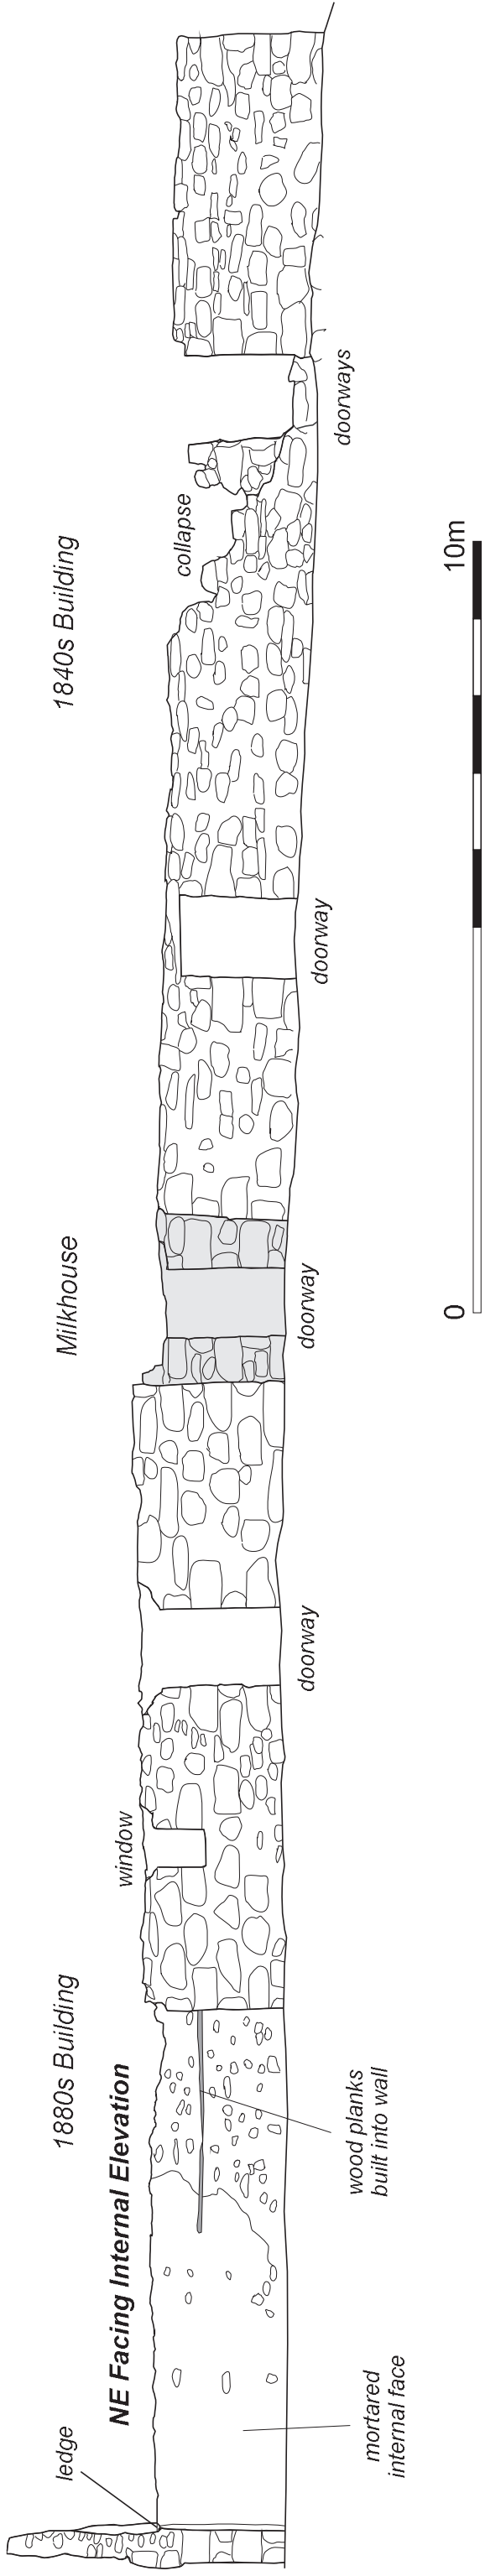 NE Facing Internal Elevation
1880s Building
Milkhouse
1840s Building
ledge
window
collapse
mortared
internal face
wood planks
built into wall
doorway
doorway
doorway
doorways
0
10m